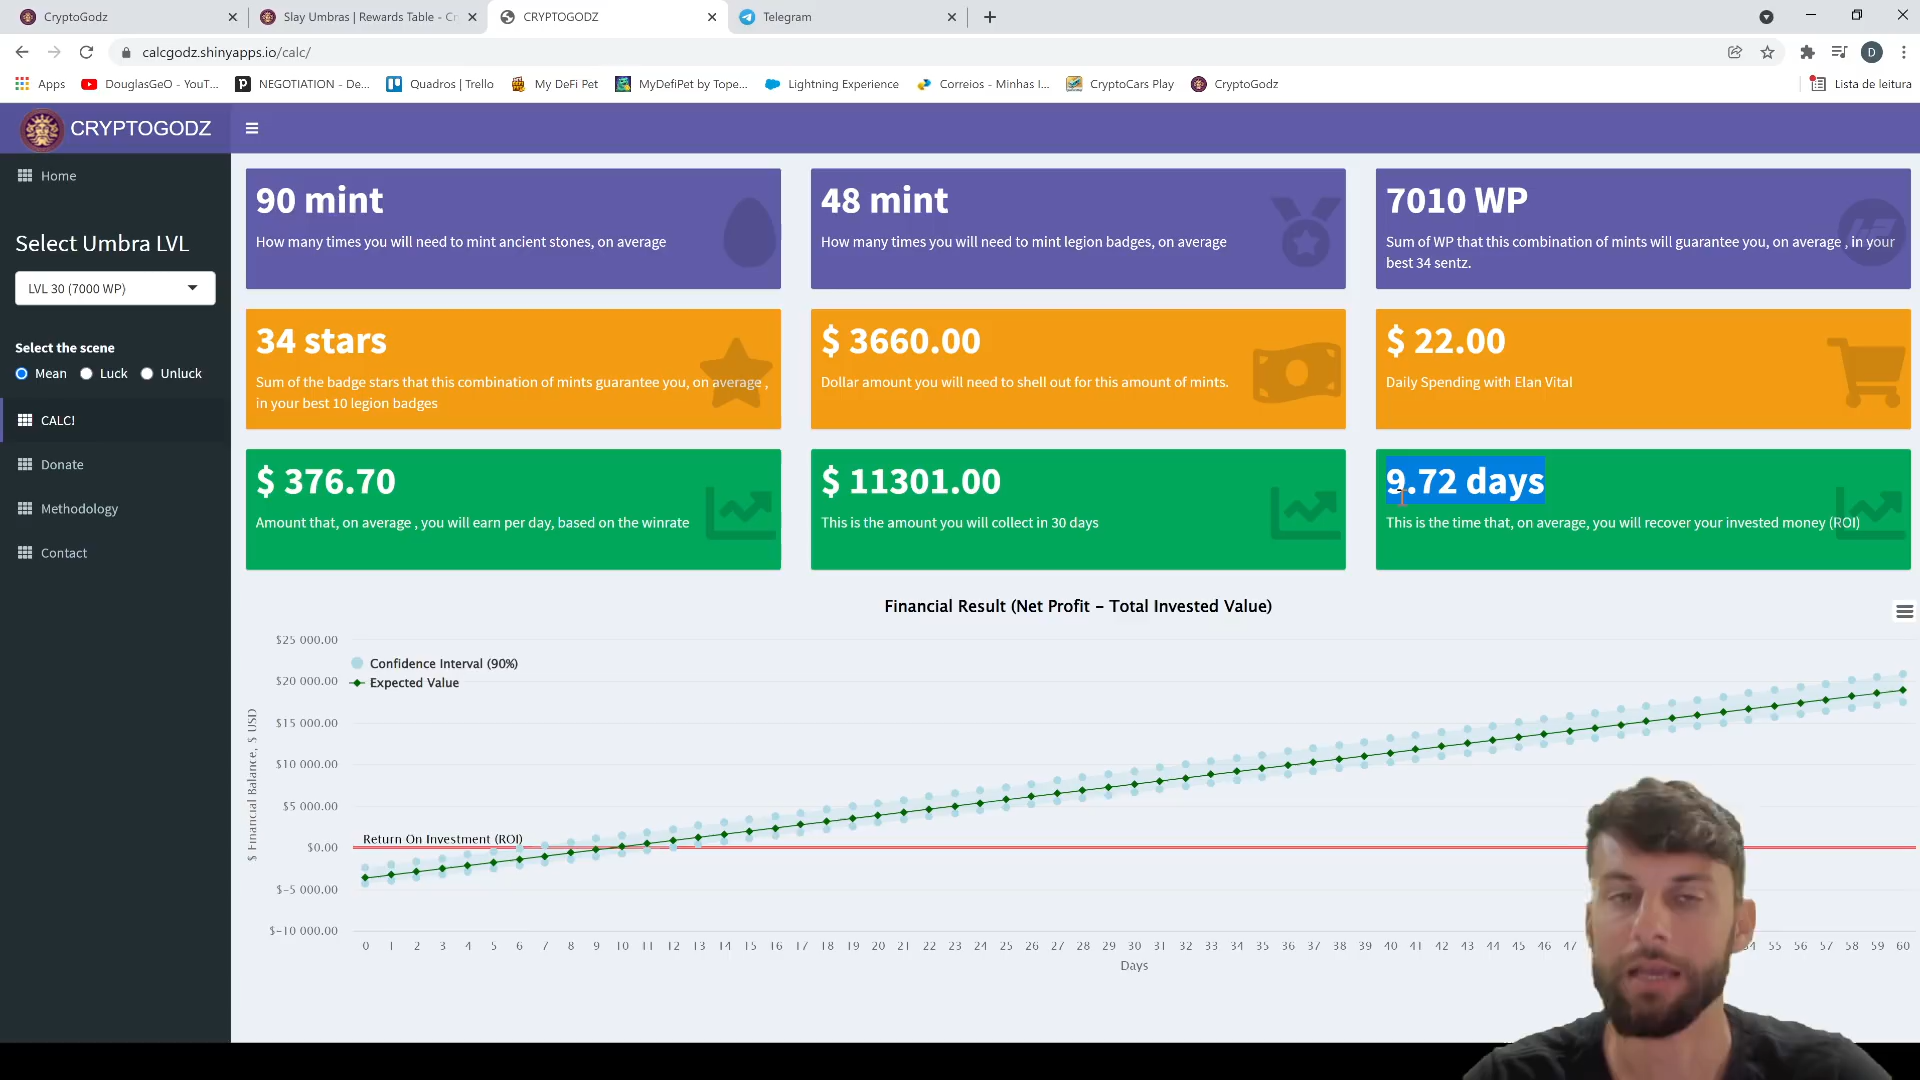 CryptoGodz
Slay Umbras | Rewards Table - Cr
CRYPTOGODZ
Telegram
calcgodz.shinyapps.io/calc/
D
Apps
DouglasGeO - YouT...
NEGOTIATION - De...
Quadros | Trello
My DeFi Pet
MyDefiPet by Tope...
Lightning Experience
Correios - Minhas I...
CryptoCars Play
CryptoGodz
Lista de leitura
CRYPTOGODZ
Home
Select Umbra LVL
LVL 30 (7000 WP)
Select the scene
Mean
Luck
Unluck
CALC!
Donate
Methodology
Contact
90 mint
How many times you will need to mint ancient stones, on average
48 mint
How many times you will need to mint legion badges, on average
7010 WP
Sum of WP that this combination of mints will guarantee you, on average , in your
best 34 sentz.
34 stars
Sum of the badge stars that this combination of mints guarantee you, on average ,
in your best 10 legion badges
$ 3660.00
Dollar amount you will need to shell out for this amount of mints.
$ 22.00
Daily Spending with Elan Vital
$ 376.70
Amount that, on average , you will earn per day, based on the winrate
$ 11301.00
This is the amount you will collect in 30 days
9.72 days
This is the time that, on average, you will recover your invested money (ROI)
Financial Result (Net Profit – Total Invested Value)
$ Financial Balance, $ USD
$25 000.00
$20 000.00
$15 000.00
$10 000.00
$5 000.00
$0.00
$-5 000.00
$-10 000.00
Confidence Interval (90%)
Expected Value
Return On Investment (ROI)
0 1 2 3 4 5 6 7 8 9 10 11 12 13 14 15 16 17 18 19 20 21 22 23 24 25 26 27 28 29 30 31 32 33 34 35 36 37 38 39 40 41 42 43 44 45 46 47 55 56 57 58 59 60
Days